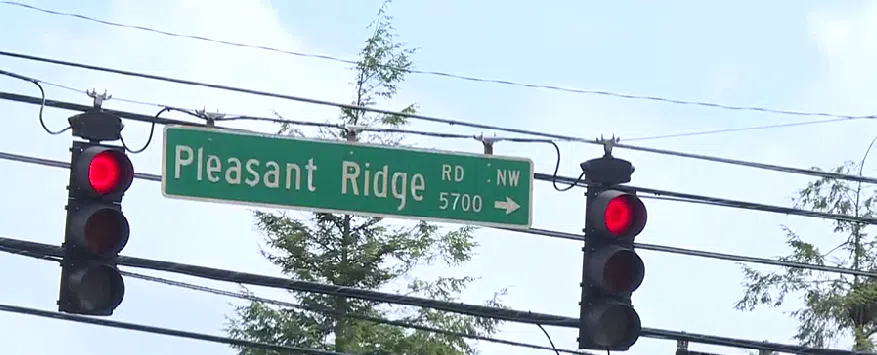 Pleasant Ridge RD NW
5700 →